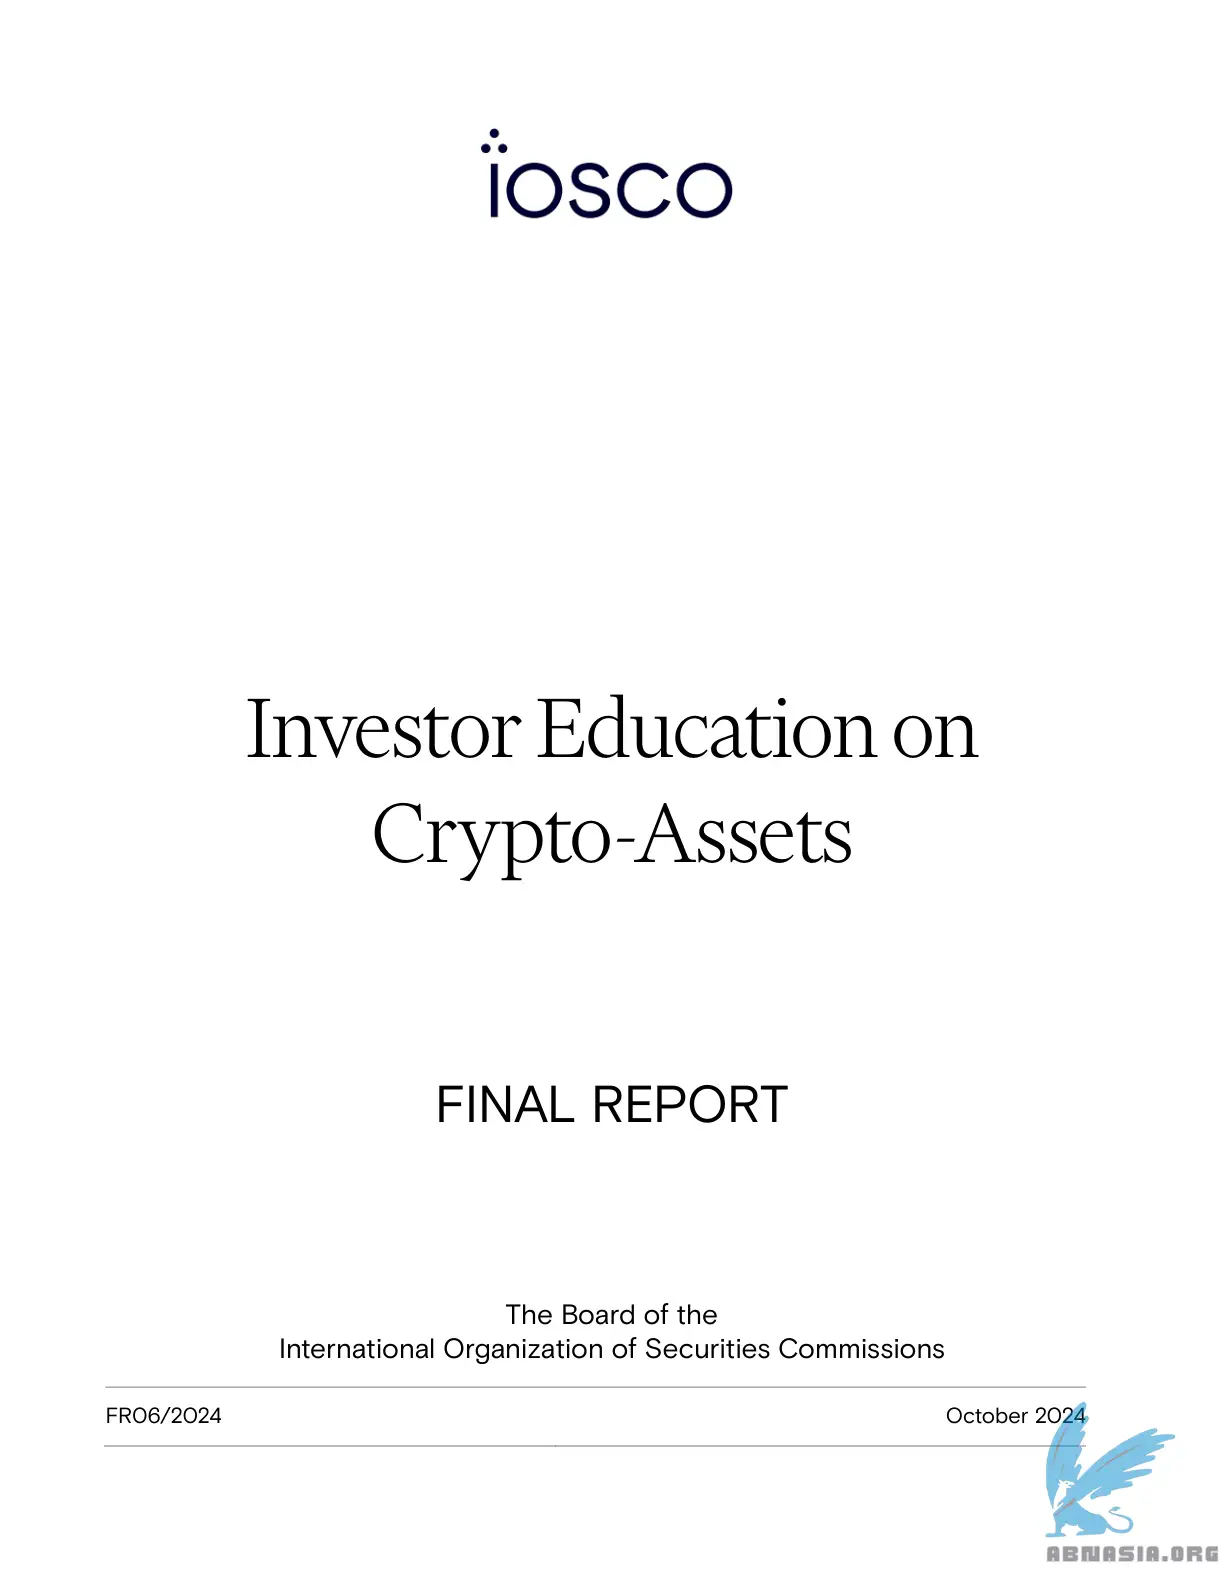 iosco
Investor Education on
Crypto-Assets
FINAL REPORT
The Board of the
International Organization of Securities Commissions
FR06/2024
October 2024
ABNASIA.ORG